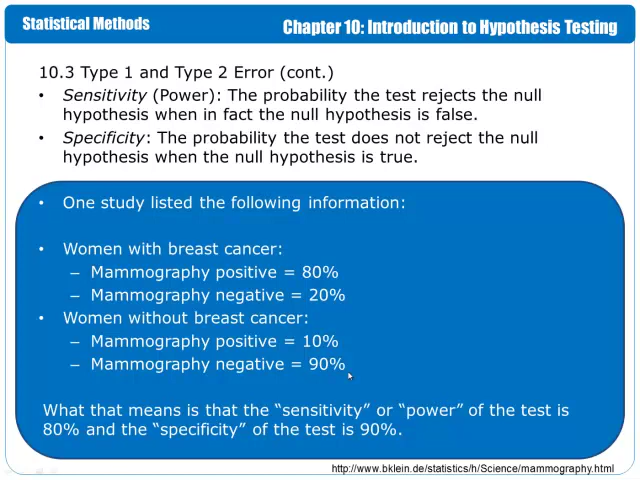 Statistical Methods
Chapter 10: Introduction to Hypothesis Testing
10.3 Type 1 and Type 2 Error (cont.)
• Sensitivity (Power): The probability the test rejects the null
hypothesis when in fact the null hypothesis is false.
• Specificity: The probability the test does not reject the null
hypothesis when the null hypothesis is true.
• One study listed the following information:
• Women with breast cancer:
– Mammography positive = 80%
– Mammography negative = 20%
• Women without breast cancer:
– Mammography positive = 10%
– Mammography negative = 90%
What that means is that the “sensitivity” or “power” of the test is
80% and the “specificity” of the test is 90%.
http://www.bklein.de/statistics/h/Science/mammography.html